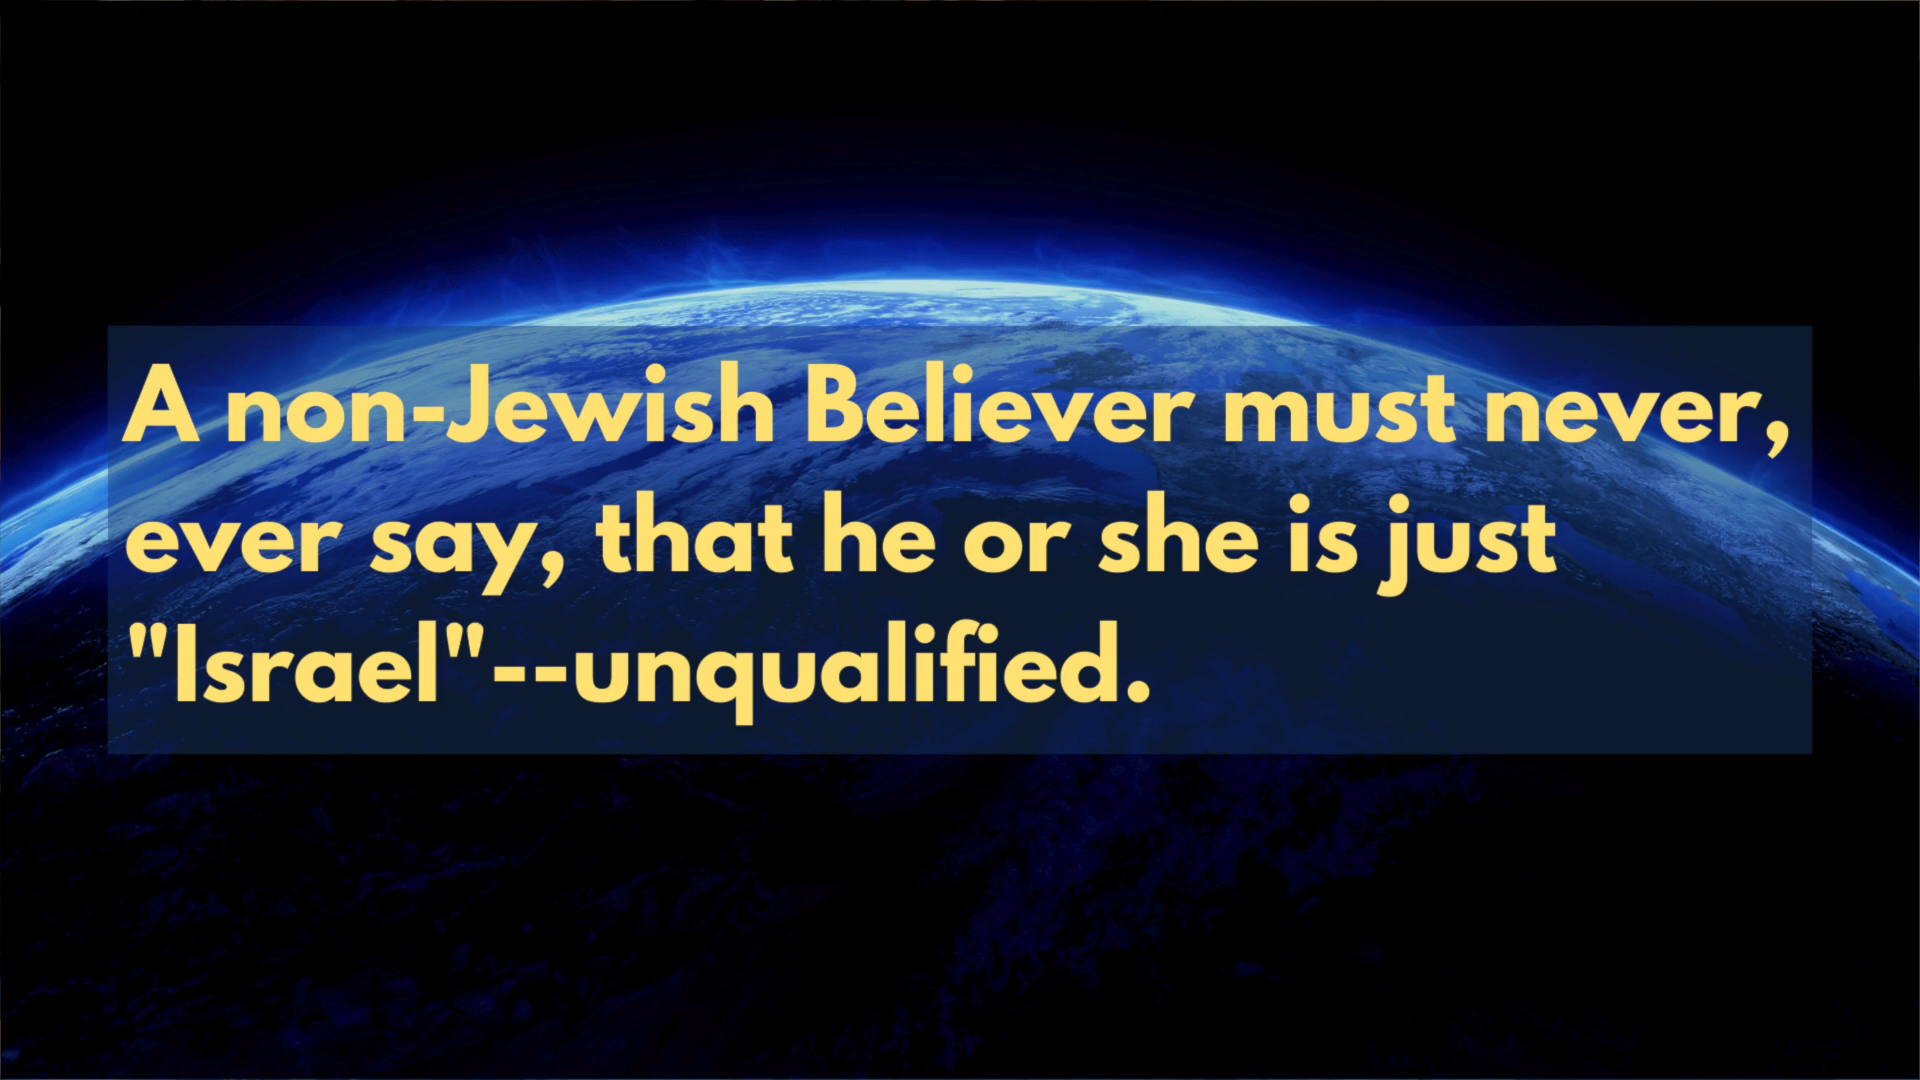 A non-Jewish Believer must never,
ever say, that he or she is just
"Israel"--unqualified.